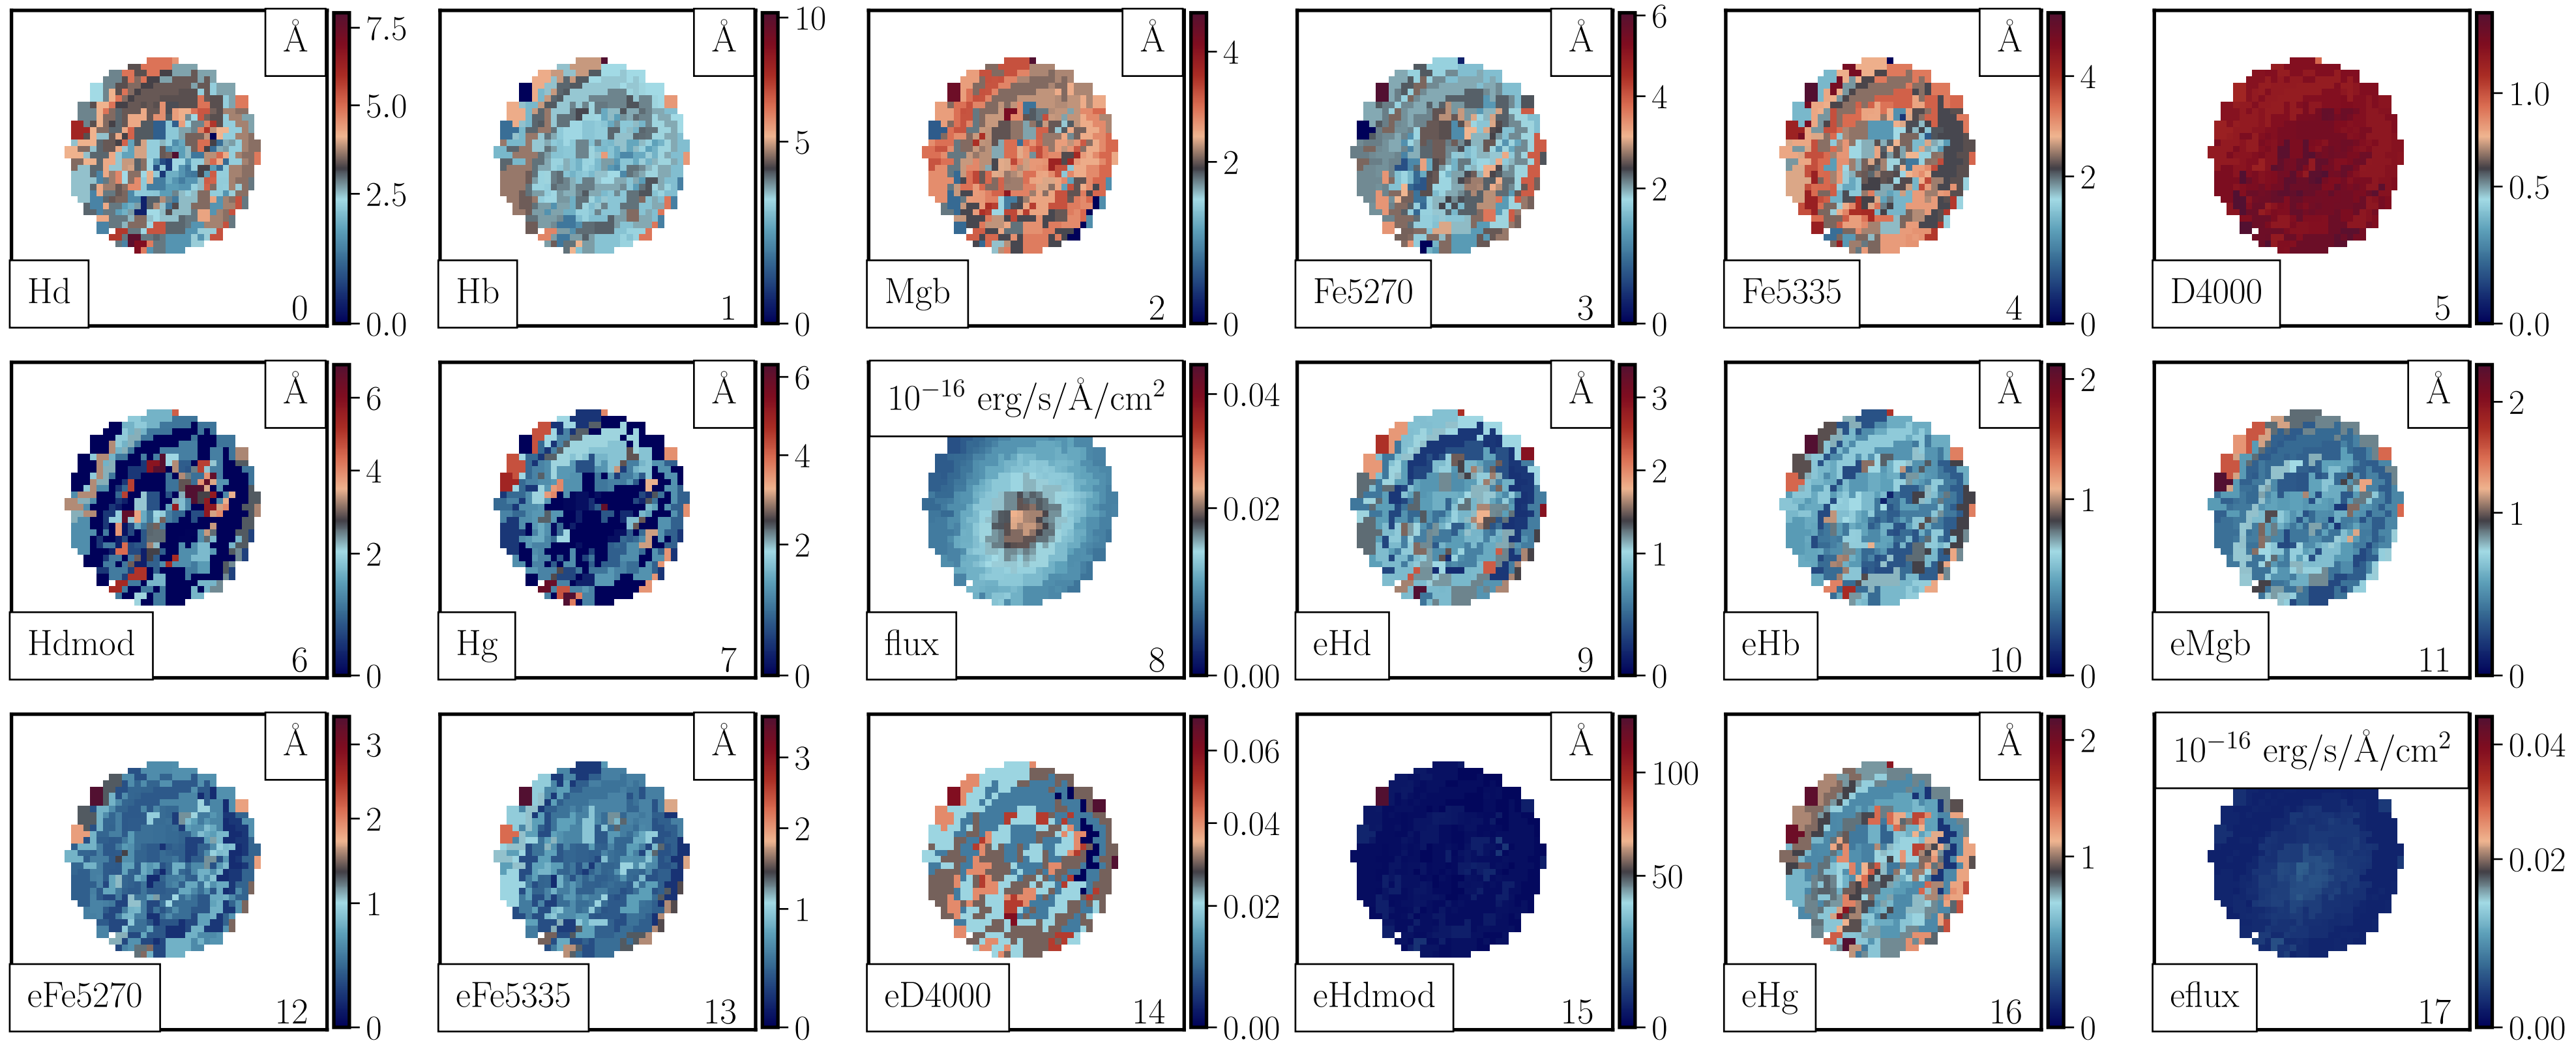 Å
7.5
5.0
2.5
0.0
Hd
0
Å
10
5
0
Hb
1
Å
4
2
0
Mgb
2
Å
6
4
2
0
Fe5270
3
Å
4
2
0
Fe5335
4
1.0
0.5
0.0
D4000
5
Å
6
4
2
0
Hdmod
6
Å
6
4
2
0
Hg
7
10⁻¹⁶ erg/s/Å/cm²
0.04
0.02
0.00
flux
8
Å
3
2
1
0
eHd
9
Å
2
1
0
eHb
10
Å
2
1
0
eMgb
11
Å
3
2
1
0
eFe5270
12
Å
3
2
1
0
eFe5335
13
0.06
0.04
0.02
0.00
eD4000
14
Å
100
50
0
eHdmod
15
Å
2
1
0
eHg
16
10⁻¹⁶ erg/s/Å/cm²
0.04
0.02
0.00
eflux
17